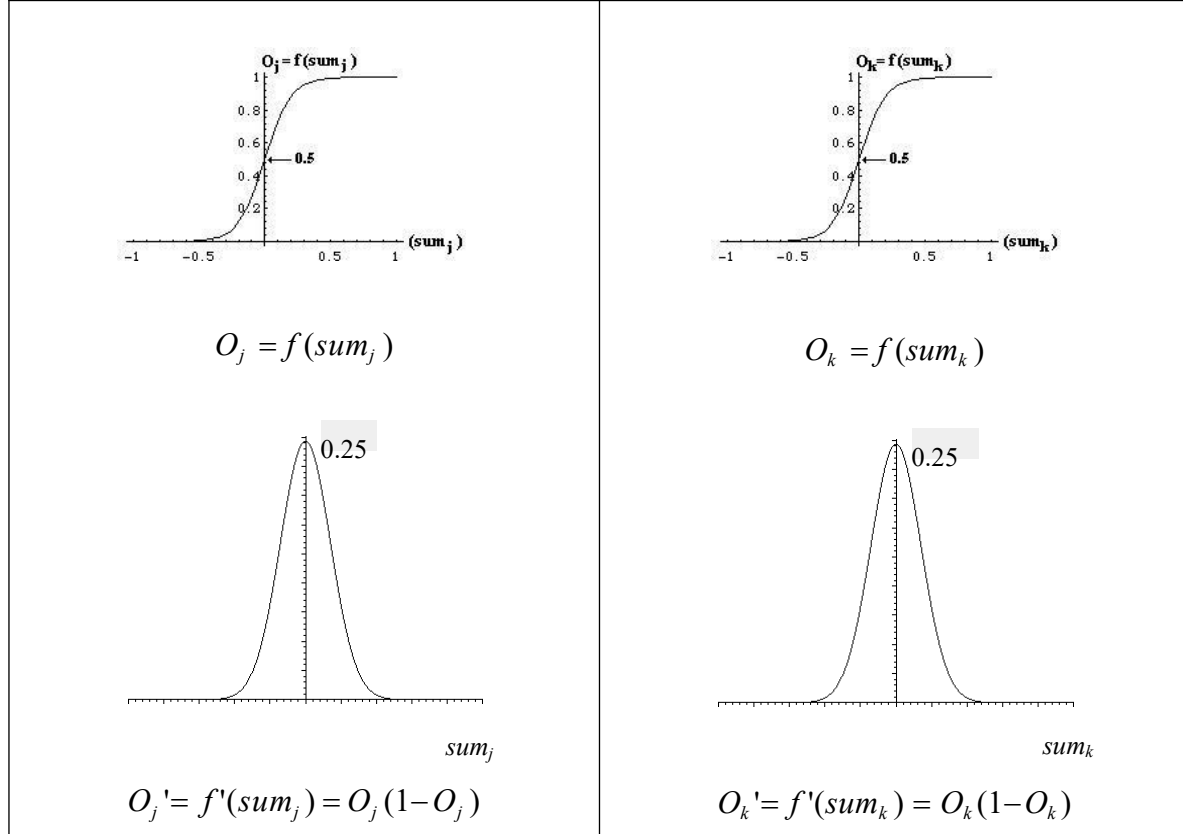 O_j = f(sum_j)
1
0.8
0.6
0.5
0.4
0.2
(sum_j)
-1 -0.5 0.5 1
O_j = f(sum_j)
0.25
sum_j
O_j '= f'(sum_j) = O_j(1-O_j)
O_k= f(sum_k)
1
0.8
0.6
0.5
0.4
0.2
(sum_k)
-1 -0.5 0.5 1
O_k = f(sum_k)
0.25
sum_k
O_k '= f'(sum_k) = O_k(1-O_k)